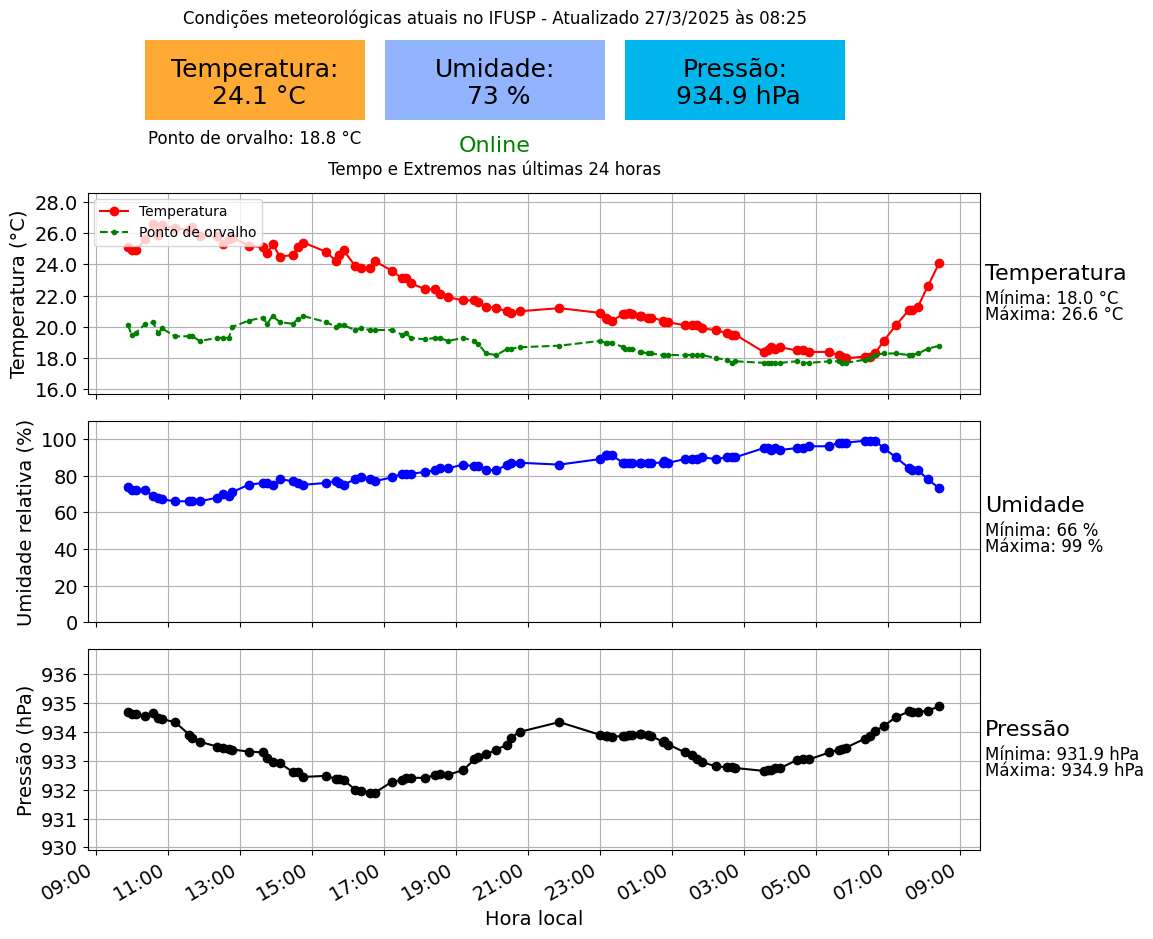 Condições meteorológicas atuais no IFUSP - Atualizado 27/3/2025 às 08:25
Temperatura:
24.1 °C
Umidade:
73 %
Pressão:
934.9 hPa
Ponto de orvalho: 18.8 °C
Online
Tempo e Extremos nas últimas 24 horas
Temperatura (°C)
28.0
26.0
24.0
22.0
20.0
18.0
16.0
Temperatura
Ponto de orvalho
Temperatura
Mínima: 18.0 °C
Máxima: 26.6 °C
Umidade relativa (%)
100
80
60
40
20
0
Umidade
Mínima: 66 %
Máxima: 99 %
Pressão (hPa)
936
935
934
933
932
931
930
Pressão
Mínima: 931.9 hPa
Máxima: 934.9 hPa
09:00 11:00 13:00 15:00 17:00 19:00 21:00 23:00 01:00 03:00 05:00 07:00 09:00
Hora local